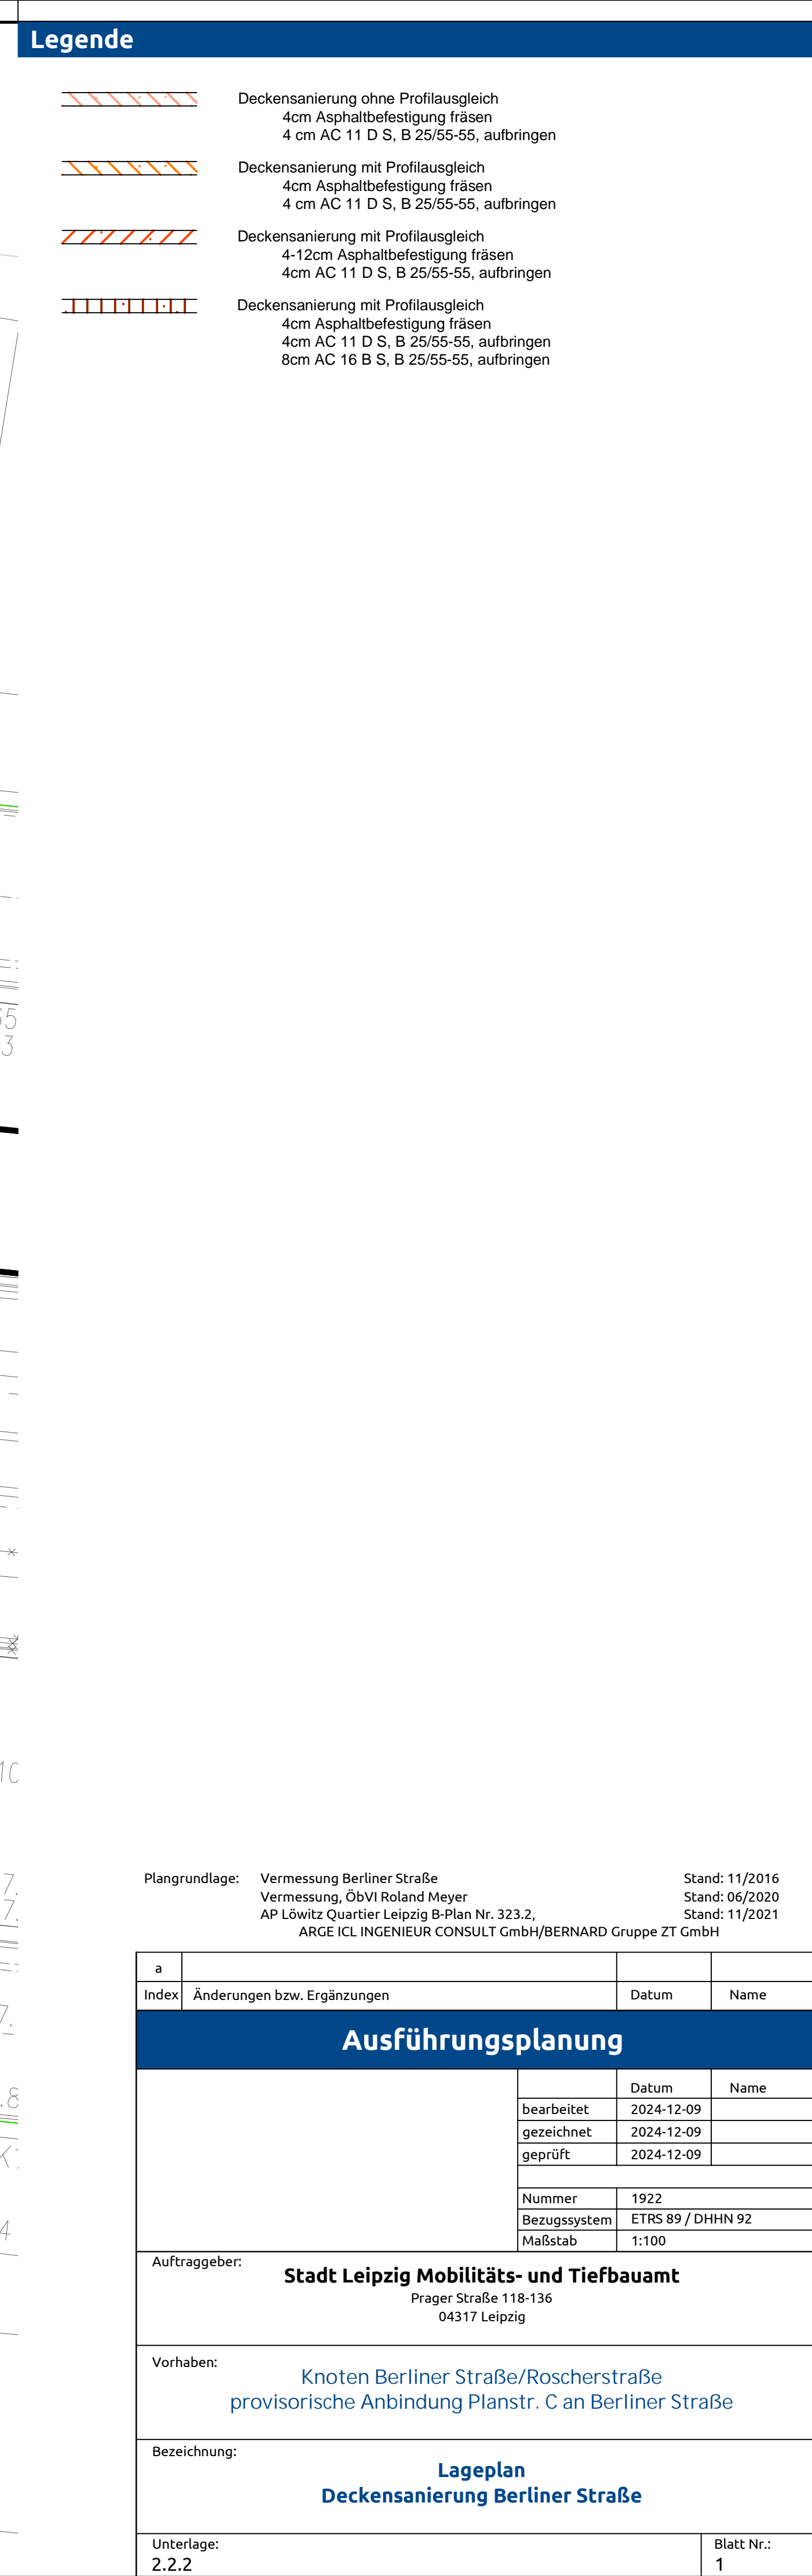 Legende
Deckensanierung ohne Profilausgleich
4cm Asphaltbefestigung fräsen
4 cm AC 11 D S, B 25/55-55, aufbringen
Deckensanierung mit Profilausgleich
4cm Asphaltbefestigung fräsen
4 cm AC 11 D S, B 25/55-55, aufbringen
Deckensanierung mit Profilausgleich
4-12cm Asphaltbefestigung fräsen
4cm AC 11 D S, B 25/55-55, aufbringen
Deckensanierung mit Profilausgleich
4cm Asphaltbefestigung fräsen
4cm AC 11 D S, B 25/55-55, aufbringen
8cm AC 16 B S, B 25/55-55, aufbringen
Plangrundlage: Vermessung Berliner Straße Stand: 11/2016
Vermessung, ÖbVI Roland Meyer Stand: 06/2020
AP Löwitz Quartier Leipzig B-Plan Nr. 323.2, Stand: 11/2021
ARGE ICL INGENIEUR CONSULT GmbH/BERNARD Gruppe ZT GmbH
a
Index Änderungen bzw. Ergänzungen Datum Name
Ausführungsplanung
Datum Name
bearbeitet 2024-12-09
gezeichnet 2024-12-09
geprüft 2024-12-09
Nummer 1922
Bezugssystem ETRS 89 / DHHN 92
Maßstab 1:100
Auftraggeber:
Stadt Leipzig Mobilitäts- und Tiefbauamt
Prager Straße 118-136
04317 Leipzig
Vorhaben:
Knoten Berliner Straße/Roscherstraße
provisorische Anbindung Planstr. C an Berliner Straße
Bezeichnung:
Lageplan
Deckensanierung Berliner Straße
Unterlage: Blatt Nr.:
2.2.2 1